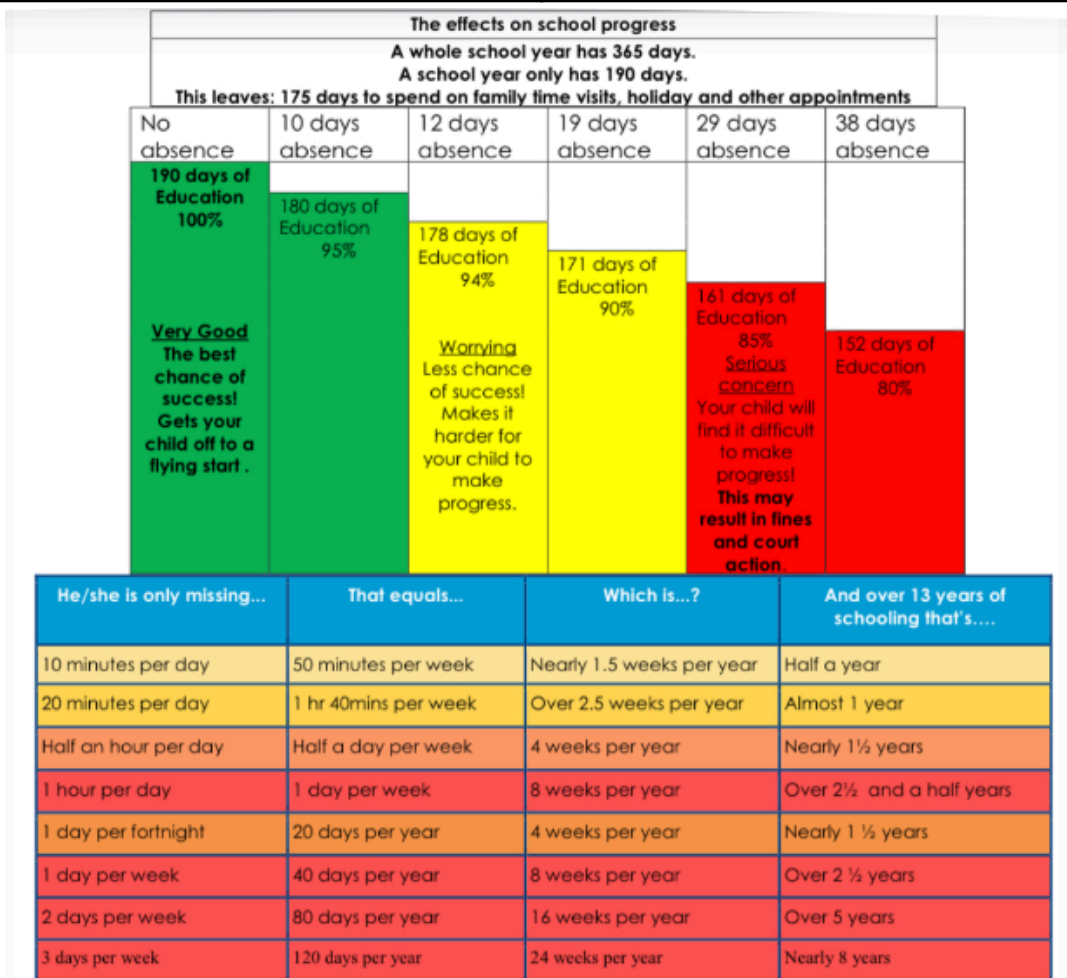 The effects on school progress
A whole school year has 365 days.
A school year only has 190 days.
This leaves: 175 days to spend on family time visits, holiday and other appointments
No
absence
10 days
absence
12 days
absence
19 days
absence
29 days
absence
38 days
absence
190 days of
Education
100%
Very Good
The best
chance of
success!
Gets your
child off to a
flying start .
180 days of
Education
95%
178 days of
Education
94%
Worrying
Less chance
of success!
Makes it
harder for
your child to
make
progress.
171 days of
Education
90%
161 days of
Education
85%
Serious
concern
Your child will
find it difficult
to make
progress!
This may
result in fines
and court
action.
152 days of
Education
80%
He/she is only missing... That equals... Which is...? And over 13 years of
schooling that's....
10 minutes per day 50 minutes per week Nearly 1.5 weeks per year Half a year
20 minutes per day 1 hr 40mins per week Over 2.5 weeks per year Almost 1 year
Half an hour per day Half a day per week 4 weeks per year Nearly 1½ years
1 hour per day 1 day per week 8 weeks per year Over 2½ and a half years
1 day per fortnight 20 days per year 4 weeks per year Nearly 1 ½ years
1 day per week 40 days per year 8 weeks per year Over 2 ½ years
2 days per week 80 days per year 16 weeks per year Over 5 years
3 days per week 120 days per year 24 weeks per year Nearly 8 years